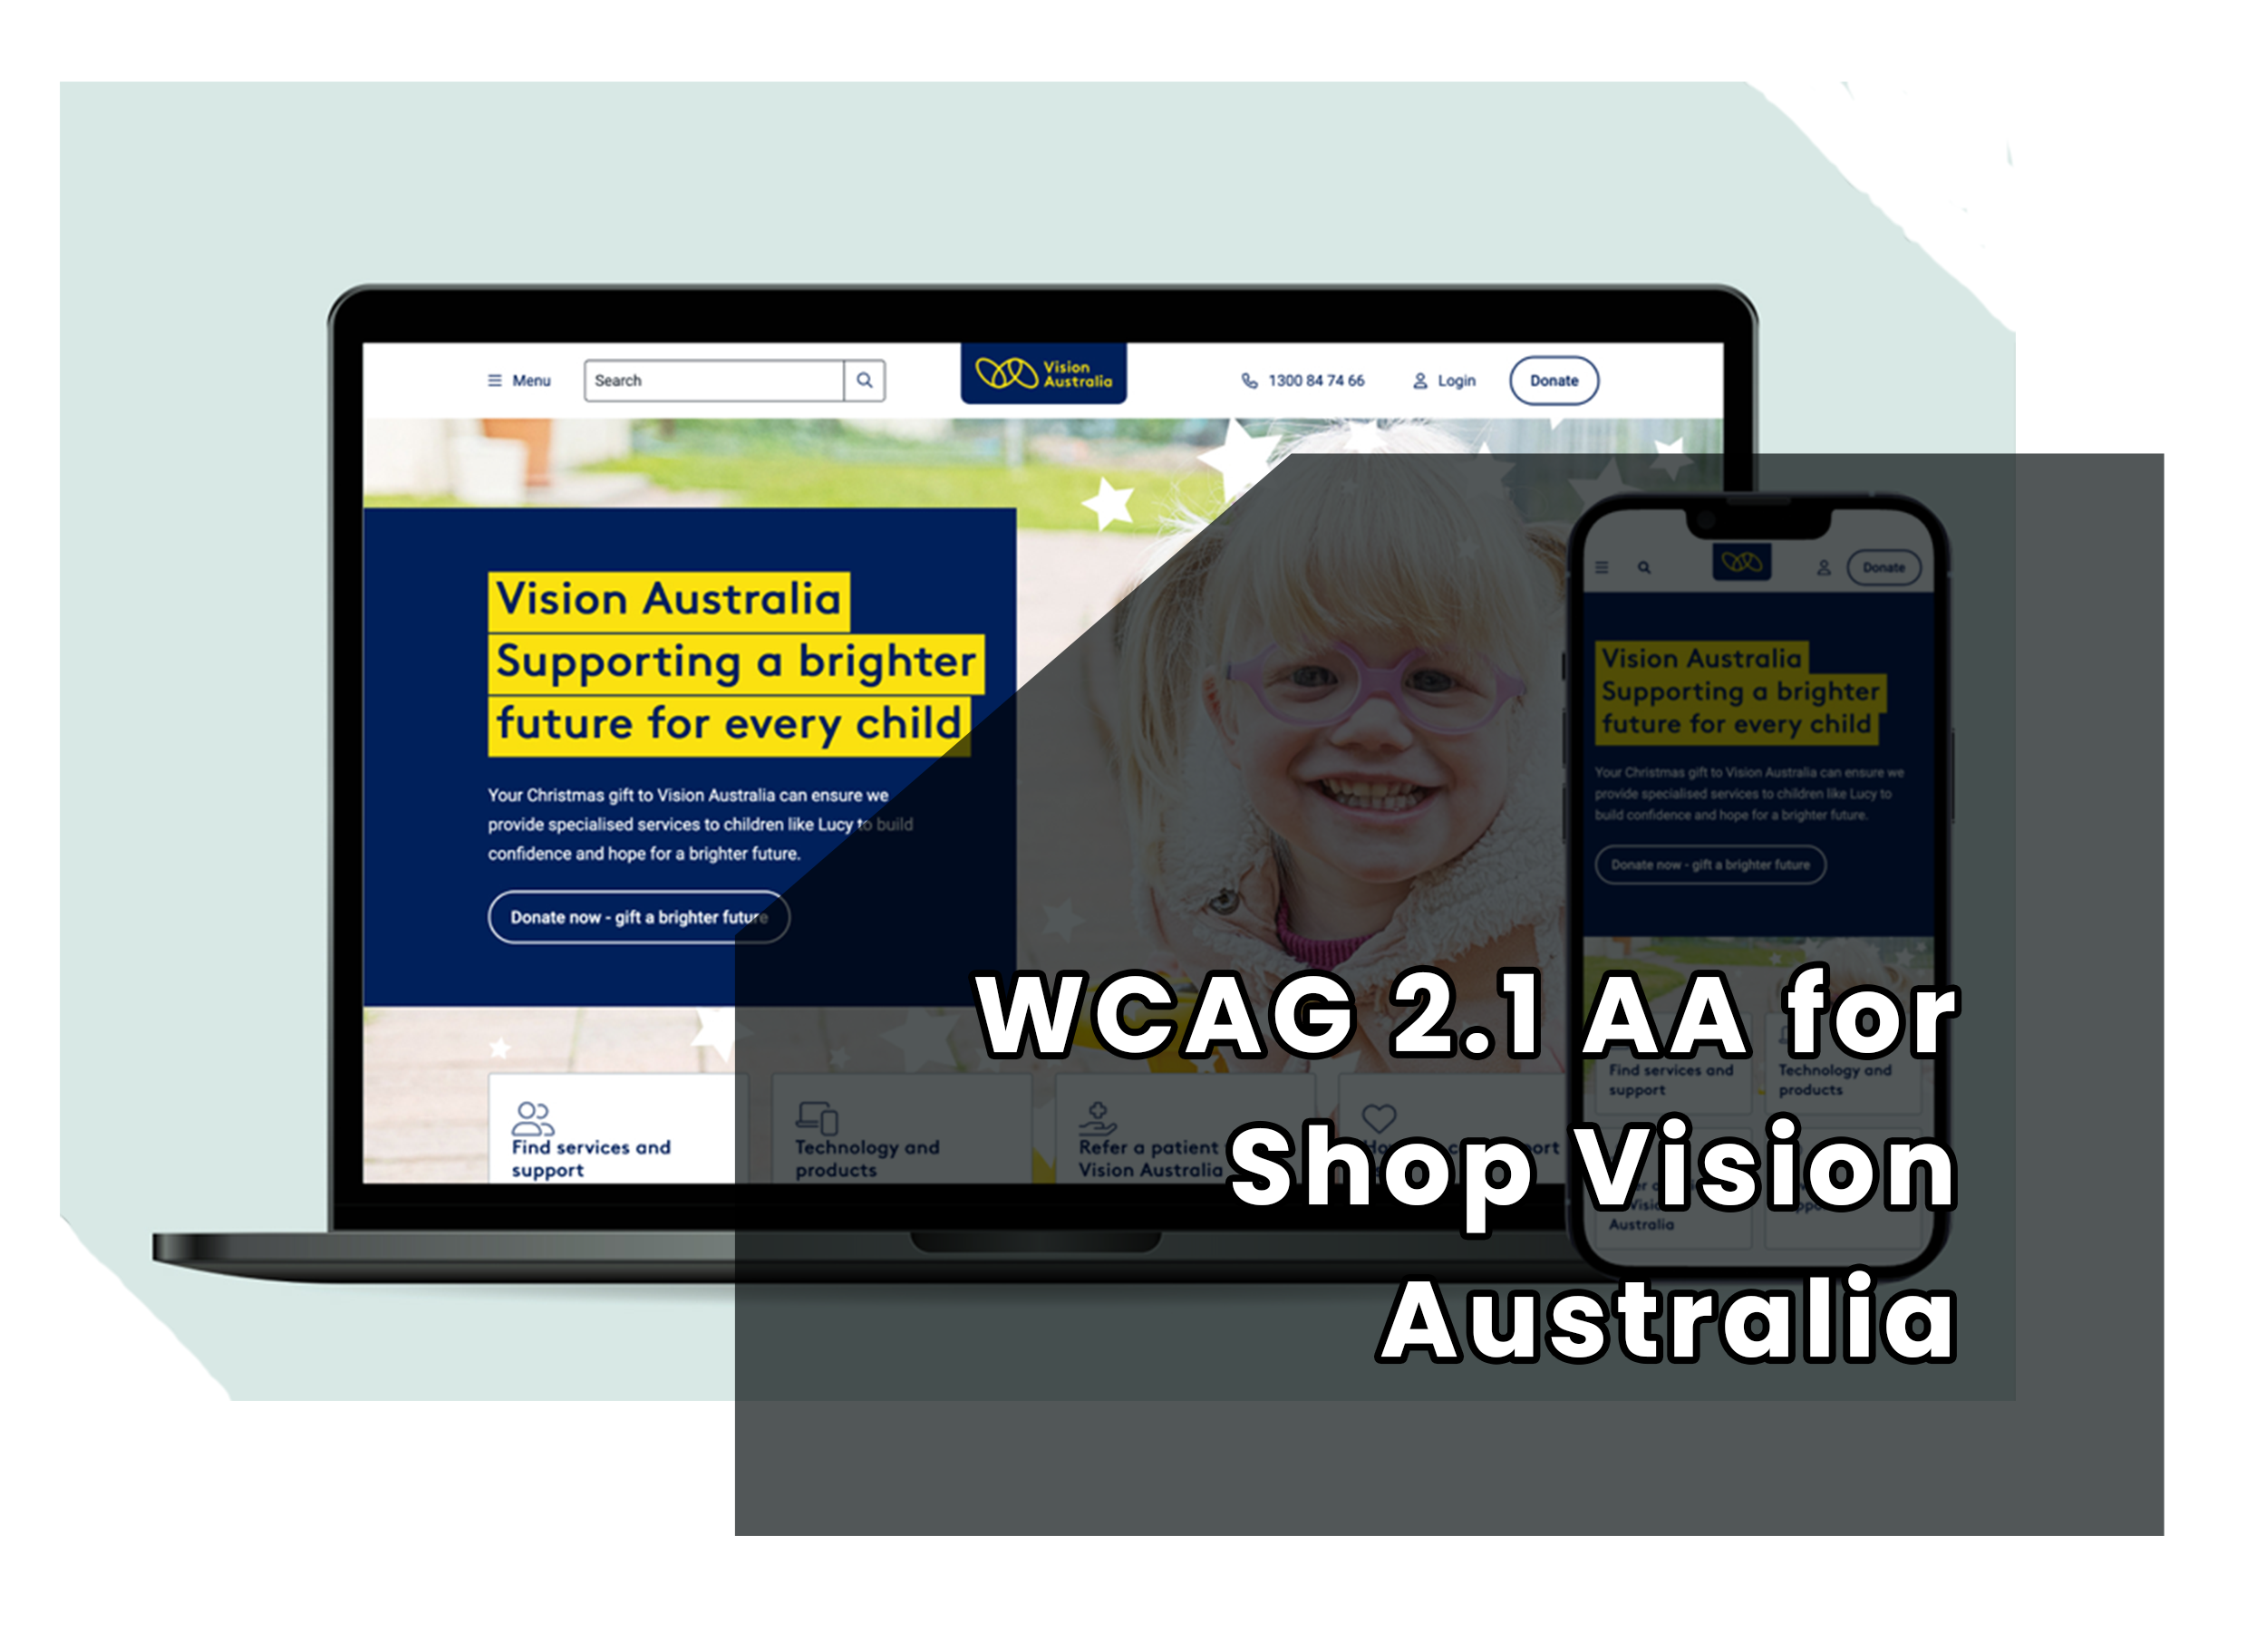 Menu
Search
Vision
Australia
1300 84 74 66
Login
Donate
Vision Australia
Supporting a brighter
future for every child
Your Christmas gift to Vision Australia can ensure we
provide specialised services to children like Lucy to build
confidence and hope for a brighter future.
Donate now - gift a brighter future
Find services and
support
Technology and
products
Refer a patient
Vision Australia
Donate
Vision Australia
Supporting a brighter
future for every child
Your Christmas gift to Vision Australia can ensure we
provide specialised services to children like Lucy to
build confidence and hope for a brighter future.
Donate now - gift a brighter future
Find services and
support
Technology and
products
Australia
WCAG 2.1 AA for
Shop Vision
Australia